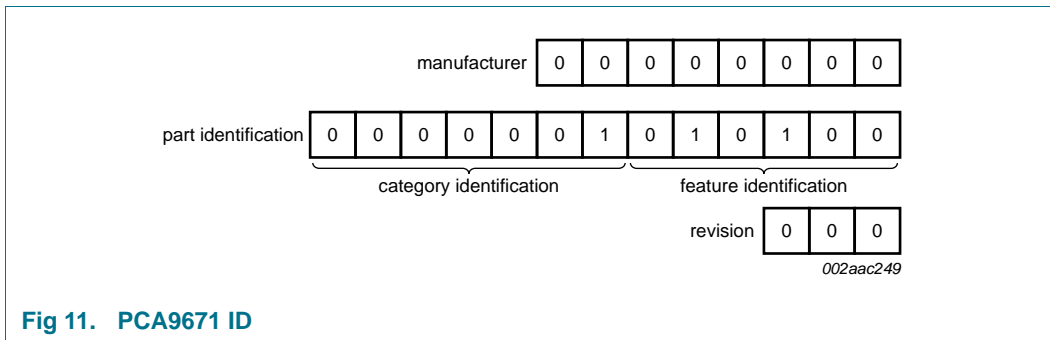 manufacturer 0 0 0 0 0 0 0 0
part identification 0 0 0 0 0 0 1 0 1 0 1 0 0
category identification feature identification
revision 0 0 0
002aac249
Fig 11. PCA9671 ID